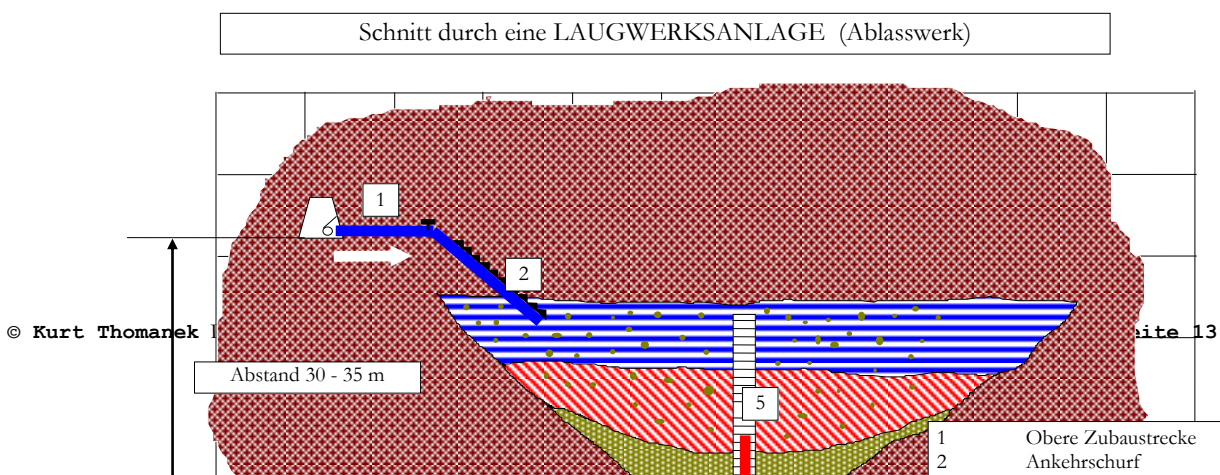 Schnitt durch eine LAUGWERKSANLAGE (Ablasswerk)
1
2
© Kurt Thomanek
eite 13
Abstand 30 - 35 m
5
1 Obere Zubaustrecke
2 Ankehrschurf